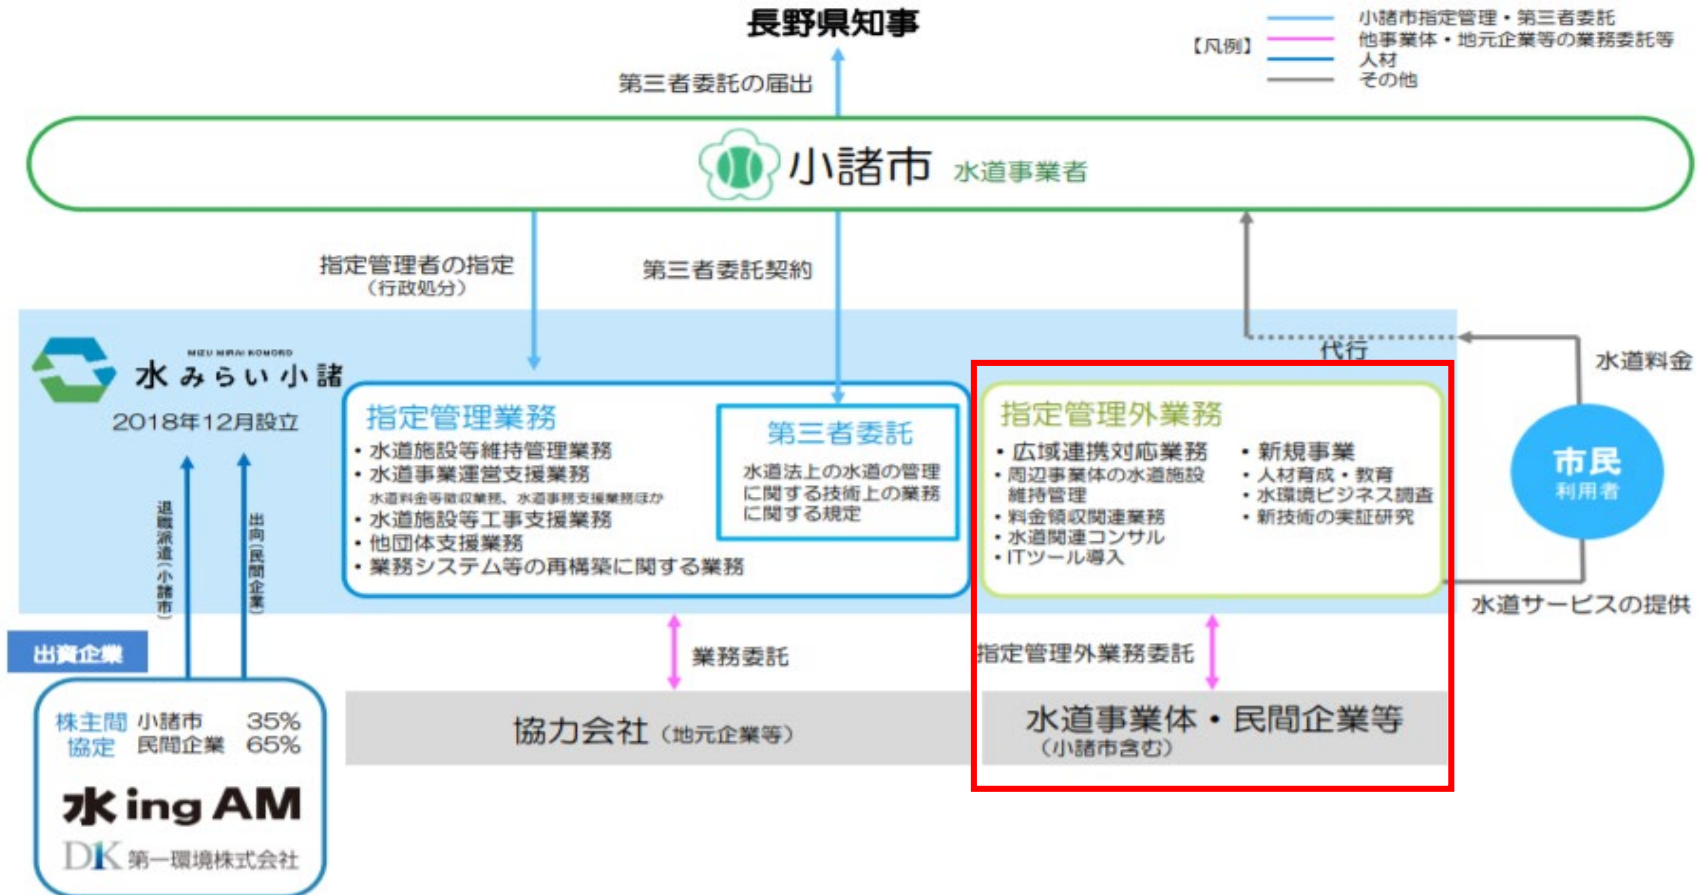 長野県知事
第三者委託の届出
【凡例】
小諸市指定管理・第三者委託
他事業体・地元企業等の業務委託等
人材
その他
小諸市 水道事業者
指定管理者の指定
（行政処分）
第三者委託契約
MIZU MIRAI KOMORO
水みらい小諸
2018年12月設立
代行
水道料金
指定管理業務
・水道施設等維持管理業務
・水道事業運営支援業務
水道料金等徴収業務、水道事務支援業務ほか
・水道施設等工事支援業務
・他団体支援業務
・業務システム等の再構築に関する業務
第三者委託
水道法上の水道の管理
に関する技術上の業務
に関する規定
指定管理外業務
・広域連携対応業務
・周辺事業体の水道施設
維持管理
・料金領収関連業務
・水道関連コンサル
・ITツール導入
・新規事業
・人材育成・教育
・水環境ビジネス調査
・新技術の実証研究
市民
利用者
水道サービスの提供
退職派遣（小諸市）
出向（民間企業）
出資企業
株主間
協定
小諸市 35%
民間企業 65%
水ing AM
DK 第一環境株式会社
業務委託
協力会社（地元企業等）
指定管理外業務委託
水道事業体・民間企業等
（小諸市含む）